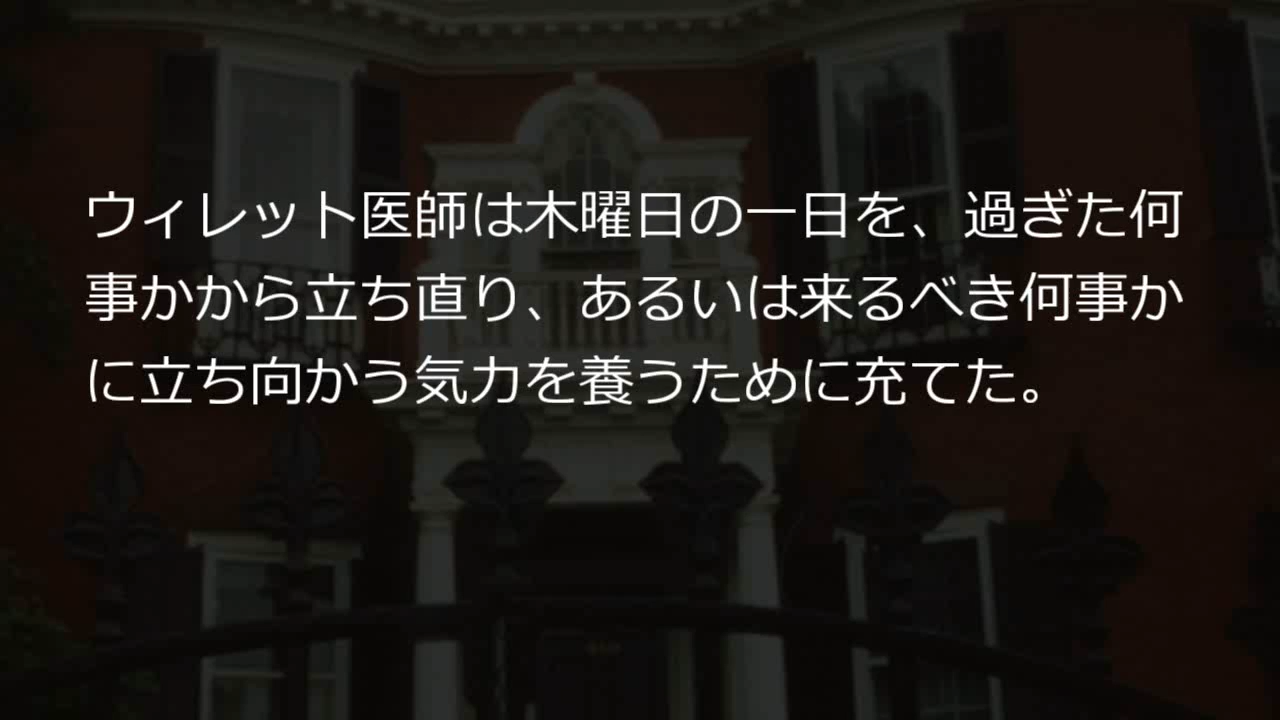 ウィレット医師は木曜日の一日を、過ぎた何
事かから立ち直り、あるいは来るべき何事か
に立ち向かう気力を養うために充てた。